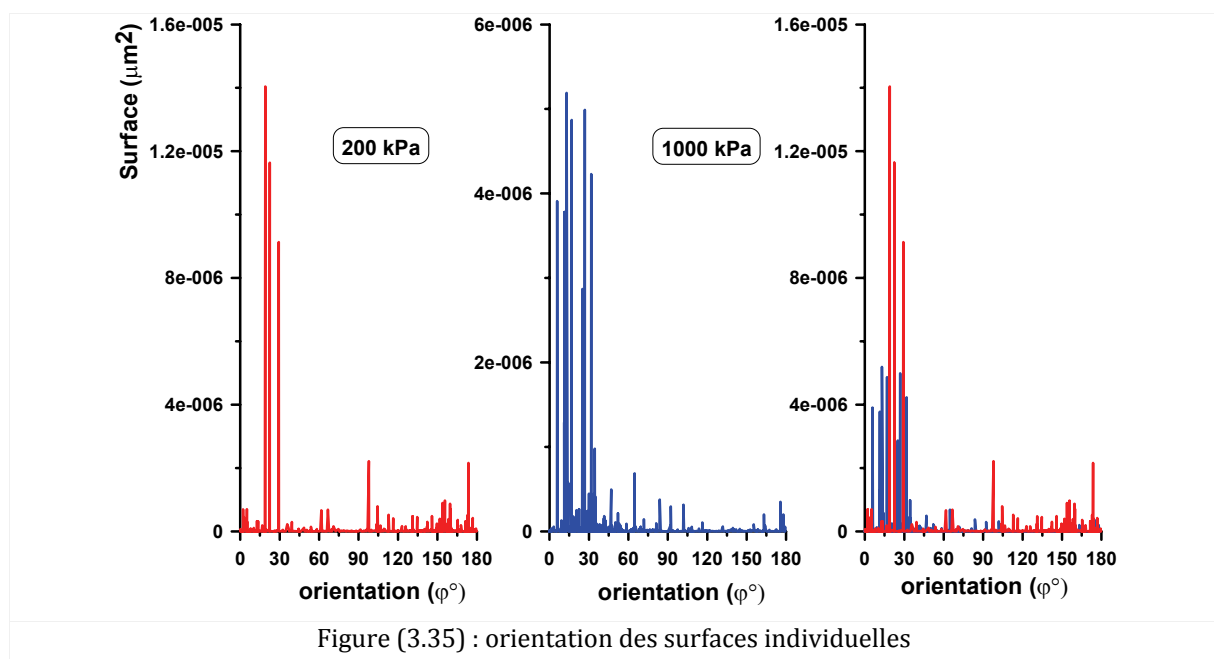 Surface (μm2)
1.6e-005
1.2e-005
8e-006
4e-006
0
200 kPa
0 30 60 90 120 150 180
orientation (φ°)
6e-006
4e-006
2e-006
0
1000 kPa
0 30 60 90 120 150 180
orientation (φ°)
1.6e-005
1.2e-005
8e-006
4e-006
0
0 30 60 90 120 150 180
orientation (φ°)
Figure (3.35) : orientation des surfaces individuelles